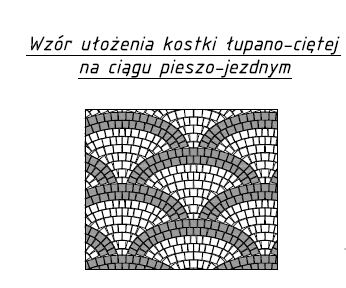 Wzór ułożenia kostki łupano-ciętej
na ciągu pieszo-jezdnym